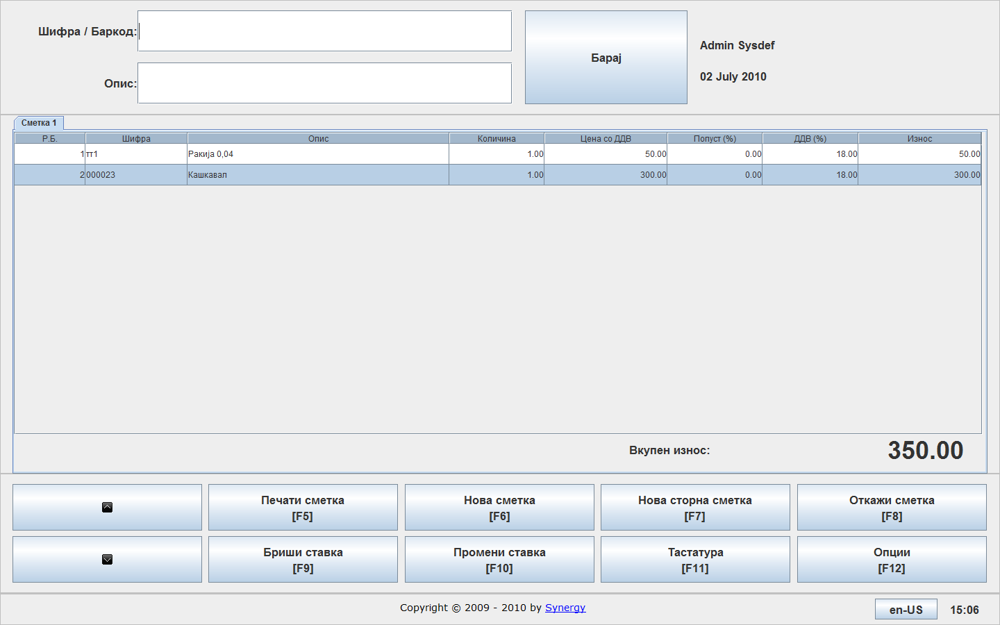 Шифра / Баркод:
Барај
Admin Sysdef
Опис:
02 July 2010
Сметка 1
Р.Б. Шифра Опис Количина Цена со ДДВ Попуст (%) ДДВ (%) Износ
1 тт1 Ракија 0,04 1.00 50.00 0.00 18.00 50.00
2 000023 Кашкавал 1.00 300.00 0.00 18.00 300.00
Вкупен износ: 350.00
Печати сметка
[F5]
Нова сметка
[F6]
Нова сторна сметка
[F7]
Откажи сметка
[F8]
Бриши ставка
[F9]
Промени ставка
[F10]
Тастатура
[F11]
Опции
[F12]
Copyright © 2009 - 2010 by Synergy
en-US 15:06